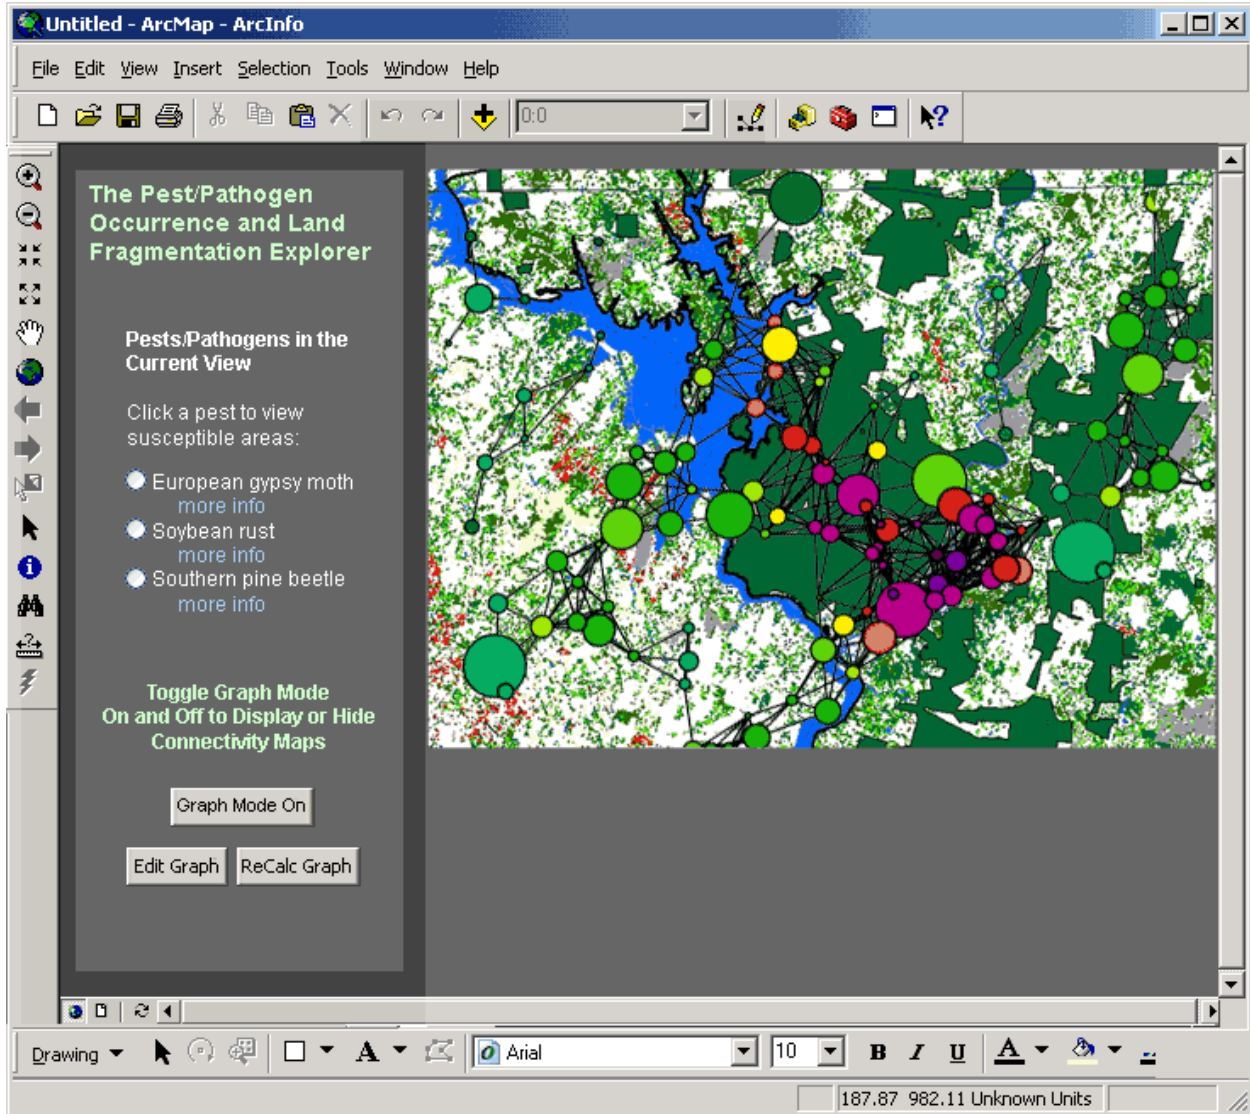 Untitled - ArcMap - ArcInfo
File Edit View Insert Selection Tools Window Help
0:0
The Pest/Pathogen
Occurrence and Land
Fragmentation Explorer
Pests/Pathogens in the
Current View
Click a pest to view
susceptible areas:
European gypsy moth
more info
Soybean rust
more info
Southern pine beetle
more info
Toggle Graph Mode
On and Off to Display or Hide
Connectivity Maps
Graph Mode On
Edit Graph ReCalc Graph
Drawing A Arial 10 B I U A
187.87 982.11 Unknown Units